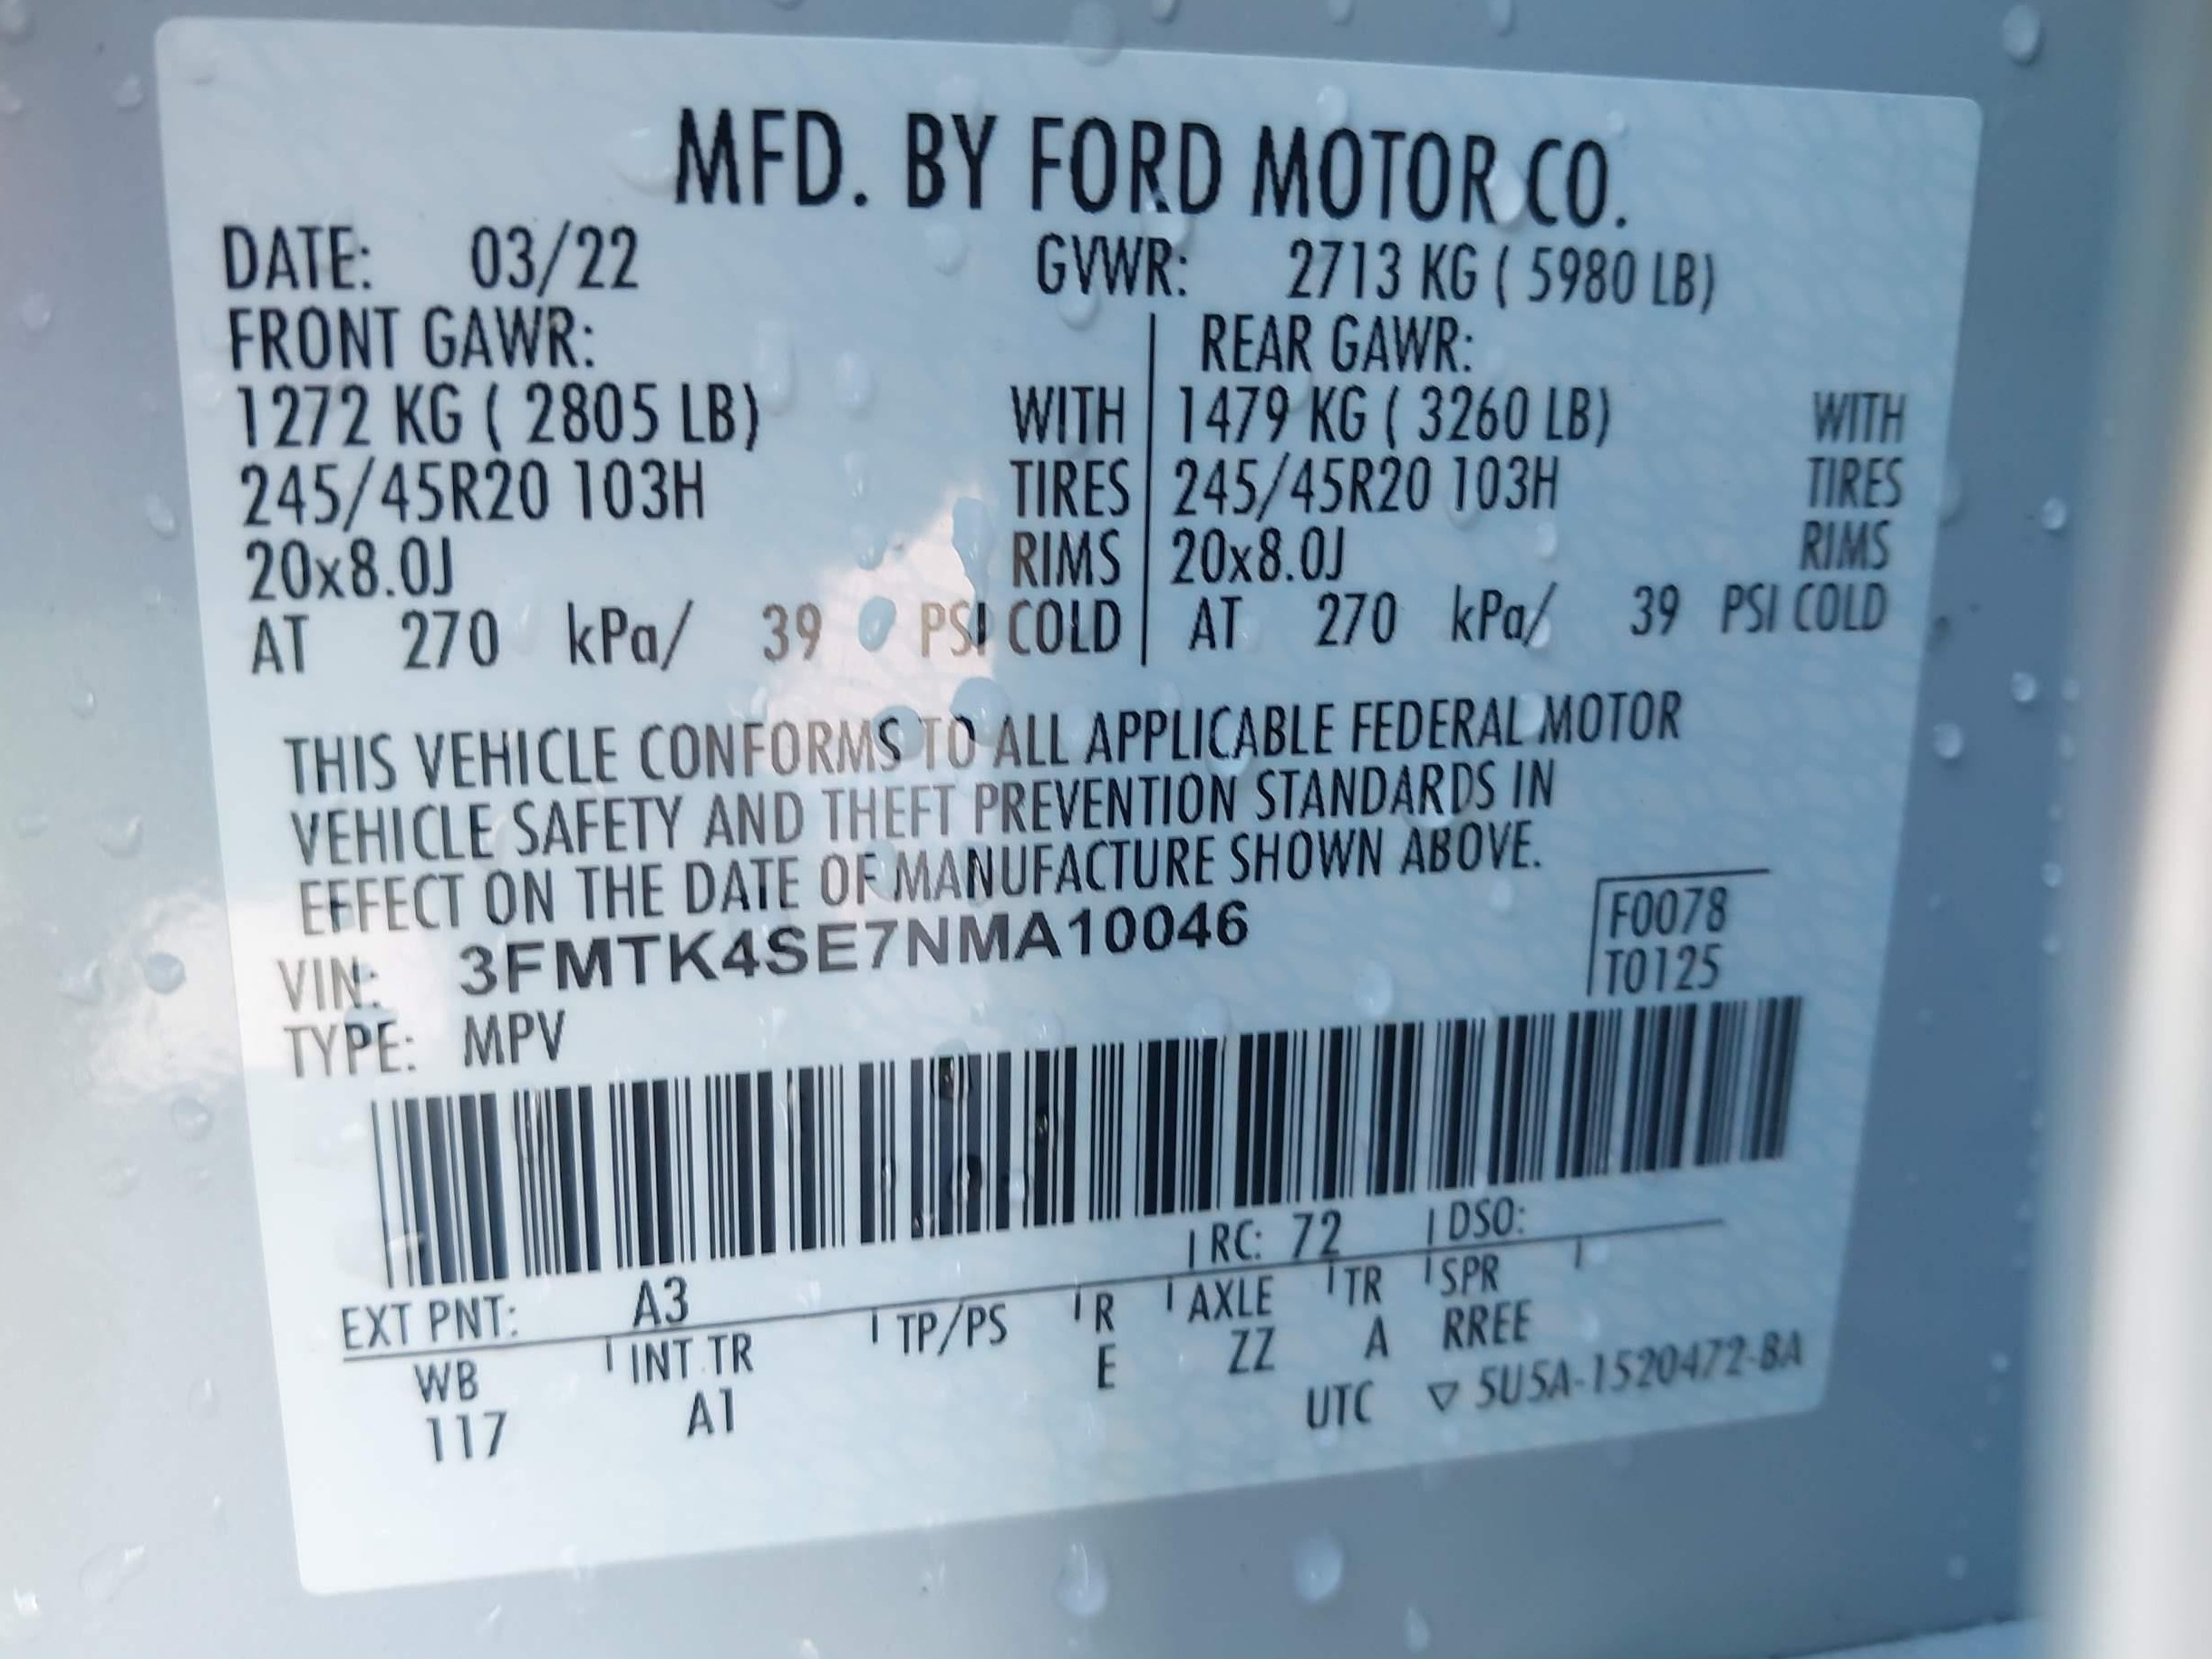 MFD. BY FORD MOTOR CO.
DATE: 03/22 GVWR: 2713 KG ( 5980 LB)
FRONT GAWR: REAR GAWR:
1272 KG ( 2805 LB) WITH 1479 KG ( 3260 LB) WITH
245/45R20 103H TIRES 245/45R20 103H TIRES
20x8.0J RIMS 20x8.0J RIMS
AT 270 kPa/ 39 PSI COLD AT 270 kPa/ 39 PSI COLD
THIS VEHICLE CONFORMS TO ALL APPLICABLE FEDERAL MOTOR
VEHICLE SAFETY AND THEFT PREVENTION STANDARDS IN
EFFECT ON THE DATE OF MANUFACTURE SHOWN ABOVE.
F0078
VIN: 3FMTK4SE7NMA10046 T0125
TYPE: MPV
EXT PNT: A3 RC: 72 DSO:
WB INT TR TP/PS R AXLE TR SPR
117 A1 E ZZ A RREE
UTC ▽ 5U5A-1520472-BA